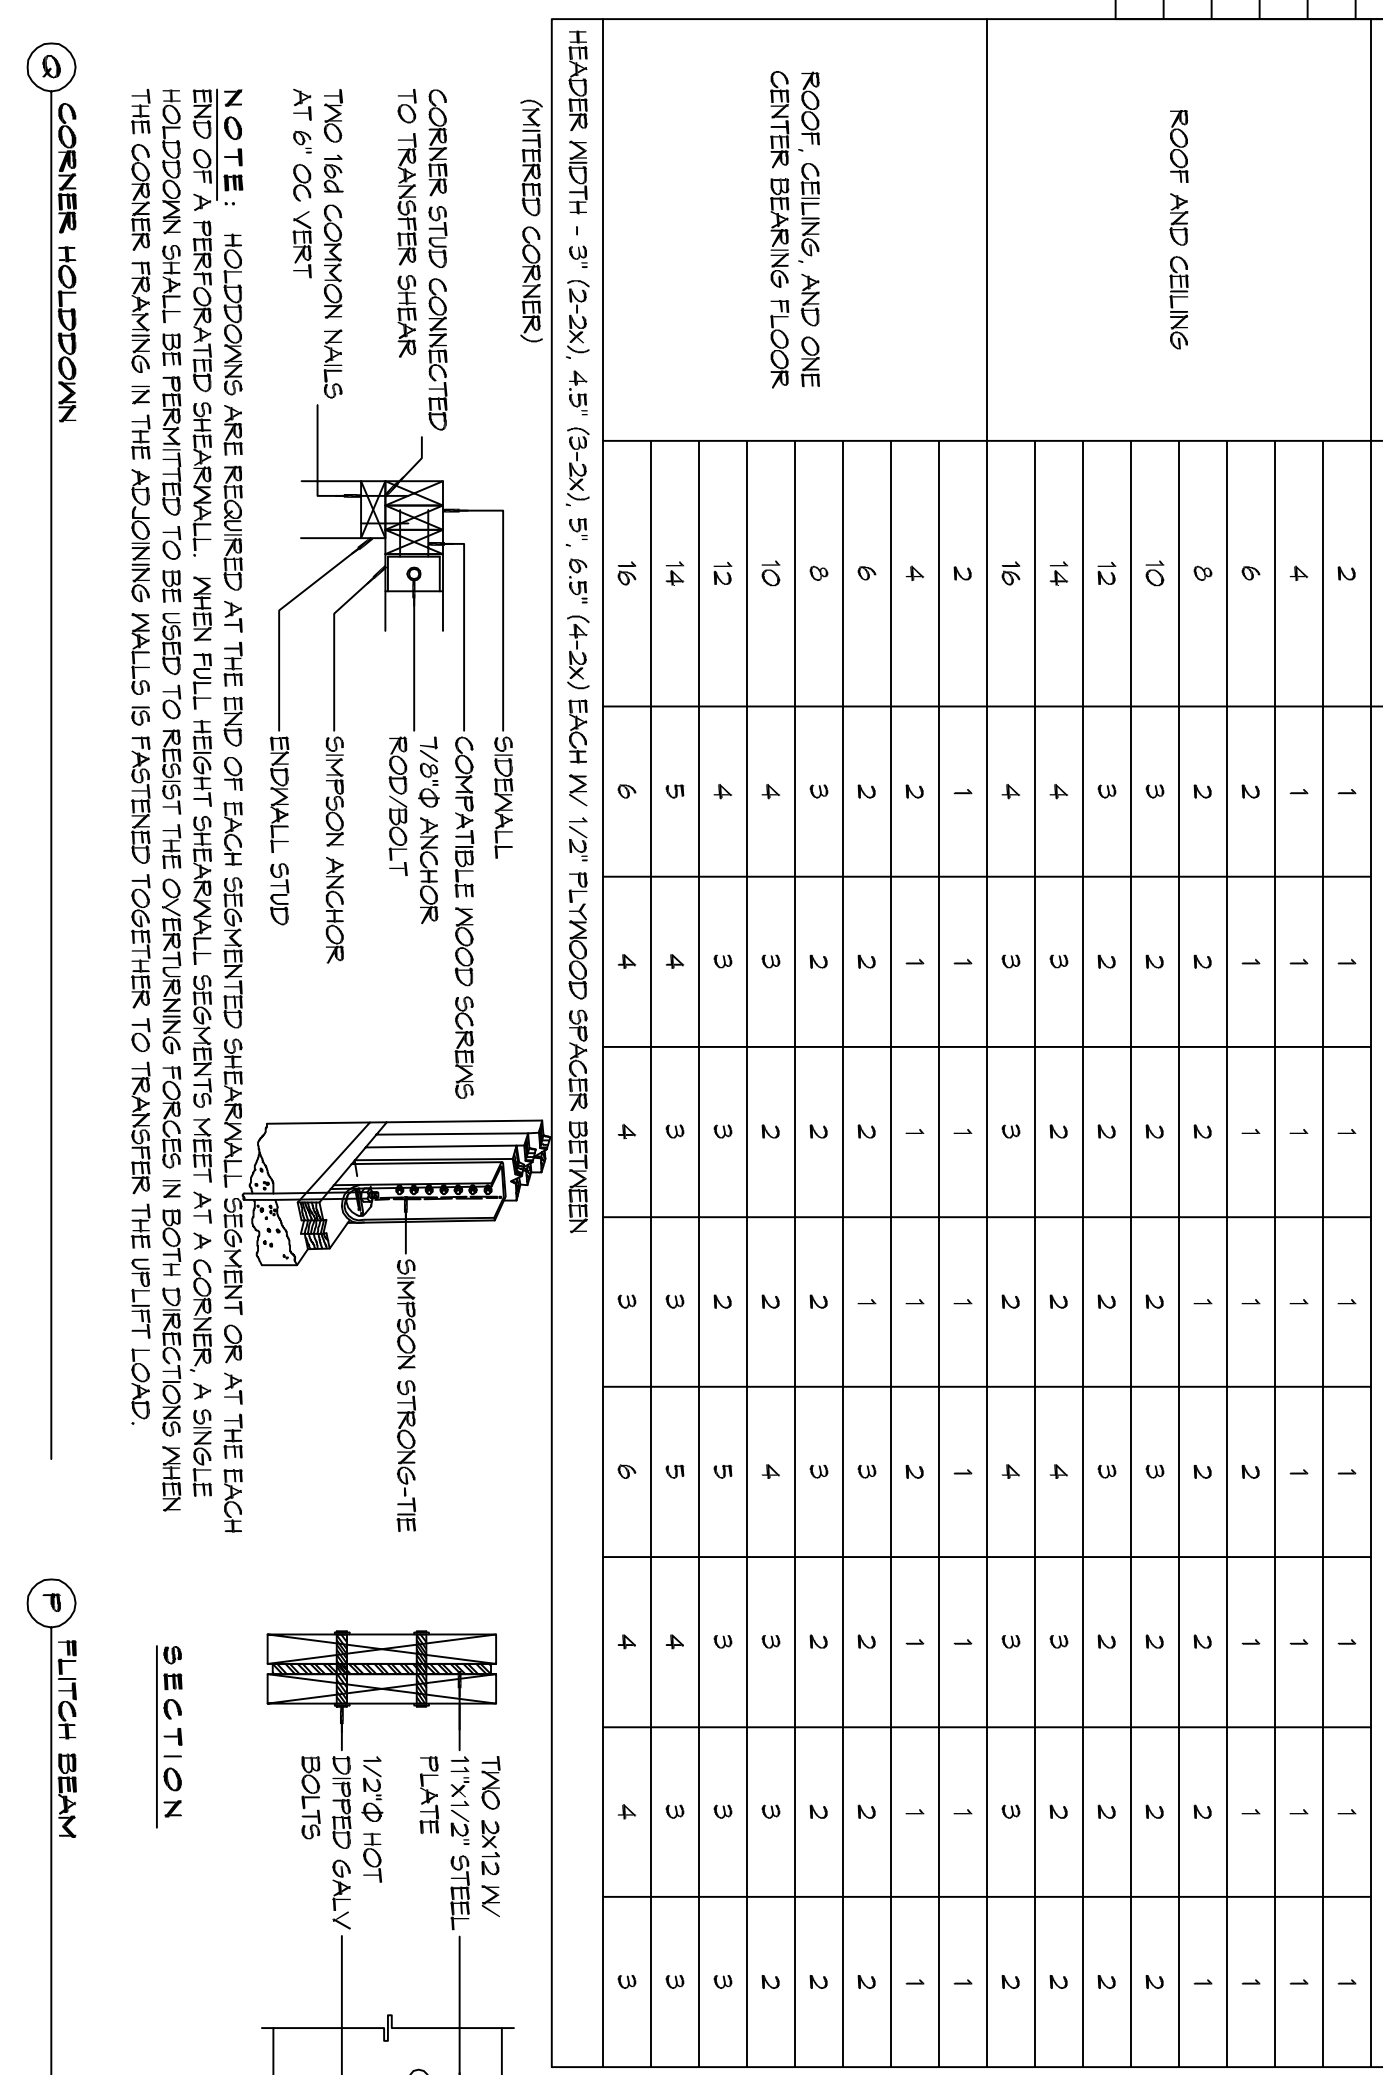 ROOF AND CEILING
2 1 1 1 1 1 1 1 1
4 1 1 1 1 1 1 1 1
6 2 1 1 1 2 1 1 1
8 2 2 2 1 2 2 2 1
10 3 2 2 2 3 2 2 2
12 3 2 2 2 3 2 2 2
14 4 3 2 2 4 3 2 2
16 4 3 3 2 4 3 3 2
ROOF, CEILING, AND ONE
CENTER BEARING FLOOR
2 1 1 1 1 1 1 1 1
4 2 1 1 1 2 1 1 1
6 2 2 2 1 3 2 2 2
8 3 2 2 2 3 2 2 2
10 4 3 2 2 4 3 3 2
12 4 3 3 2 5 3 3 3
14 5 4 3 3 5 4 3 3
16 6 4 4 3 6 4 4 3
HEADER WIDTH - 3" (2-2x), 4.5" (3-2x), 5", 6.5" (4-2x) EACH W/ 1/2" PLYWOOD SPACER BETWEEN
(MITERED CORNER)
CORNER STUD CONNECTED
TO TRANSFER SHEAR
TWO 16d COMMON NAILS
AT 6" OC VERT
SIDEWALL
COMPATIBLE WOOD SCREWS
7/8"Φ ANCHOR
ROD/BOLT
SIMPSON ANCHOR
ENDWALL STUD
SIMPSON STRONG-TIE
NOTE: HOLDDOWNS ARE REQUIRED AT THE END OF EACH SEGMENTED SHEARWALL SEGMENT OR AT THE EACH
END OF A PERFORATED SHEARWALL. WHEN FULL HEIGHT SHEARWALL SEGMENTS MEET AT A CORNER, A SINGLE
HOLDDOWN SHALL BE PERMITTED TO BE USED TO RESIST THE OVERTURNING FORCES IN BOTH DIRECTIONS WHEN
THE CORNER FRAMING IN THE ADJOINING WALLS IS FASTENED TOGETHER TO TRANSFER THE UPLIFT LOAD.
Q CORNER HOLDDOWN
TWO 2X12 W/
11"x1/2" STEEL
PLATE
1/2"Φ HOT
DIPPED GALV
BOLTS
SECTION
P FLITCH BEAM